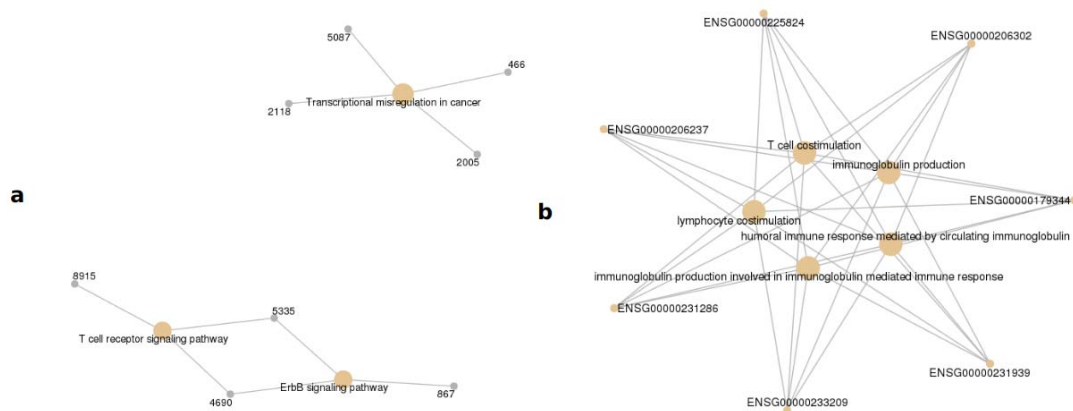 5087
466
Transcriptional misregulation in cancer
2118
2005
a
8915
5335
T cell receptor signaling pathway
ErbB signaling pathway
4690
867
ENSG00000225824
ENSG00000206302
ENSG00000206237
T cell costimulation
immunoglobulin production
ENSG00000179344
b
lymphocyte costimulation
humoral immune response mediated by circulating immunoglobulin
immunoglobulin production involved in immunoglobulin mediated immune response
ENSG00000231286
ENSG00000231939
ENSG00000233209